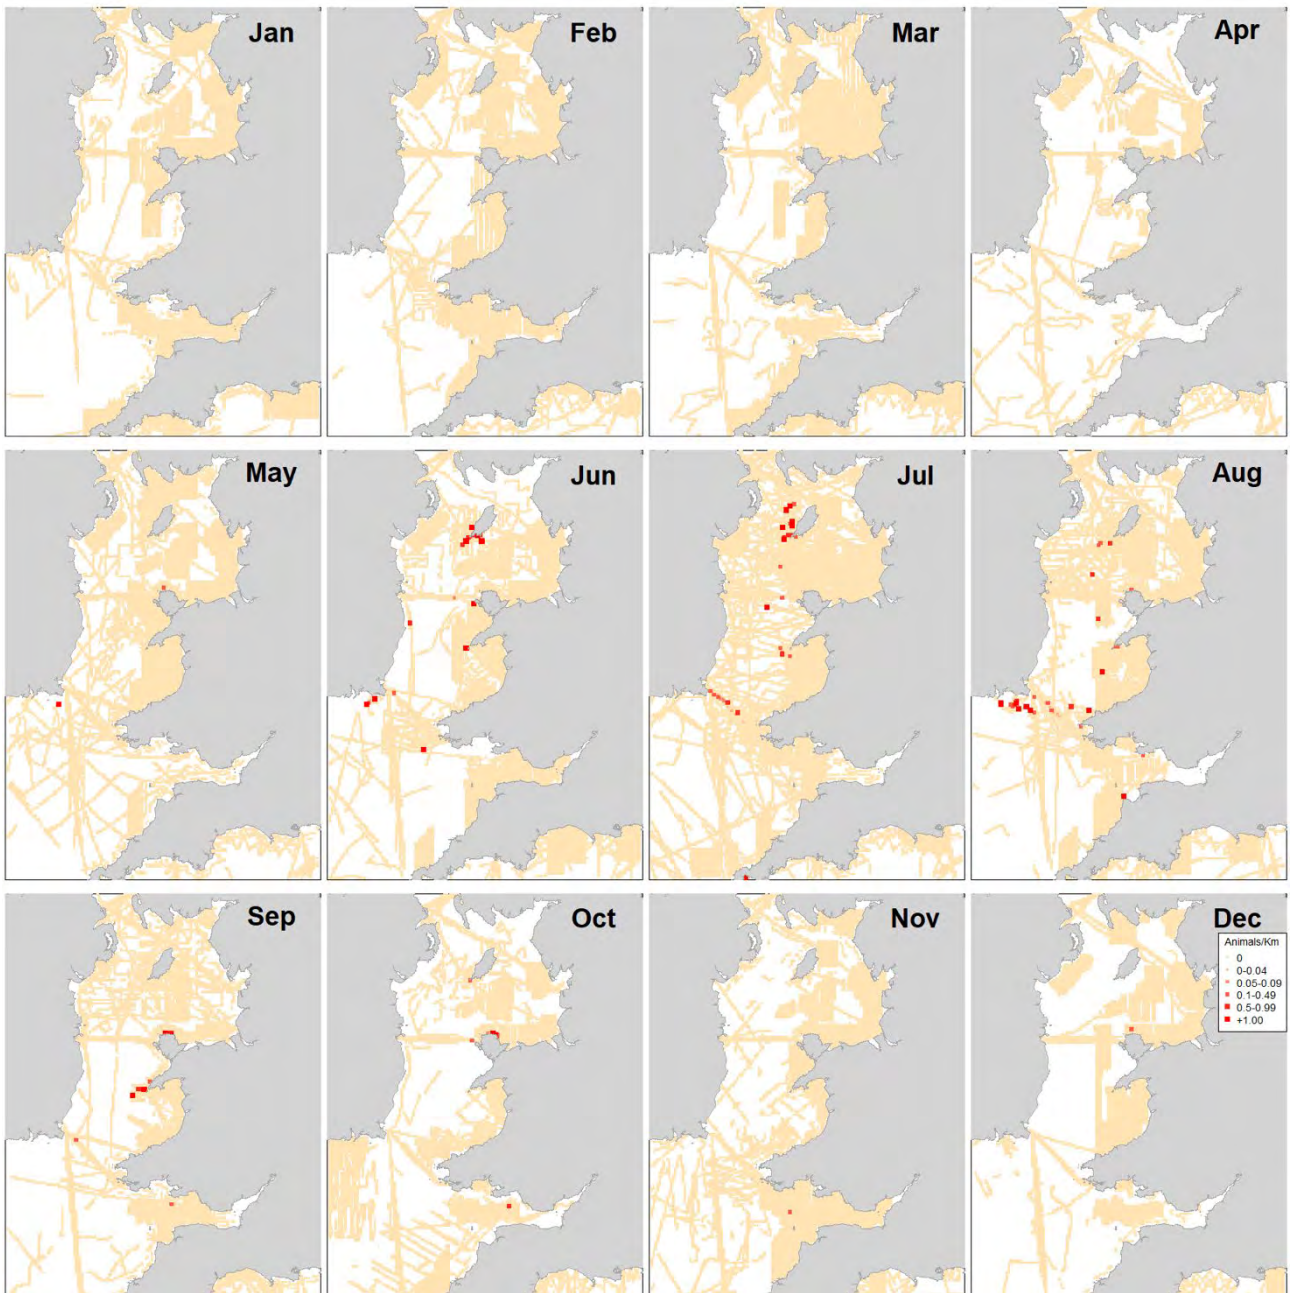 Jan
Feb
Mar
Apr
May
Jun
Jul
Aug
Sep
Oct
Nov
Dec
Animals/Km
0
0-0.04
0.05-0.09
0.1-0.49
0.5-0.99
+1.00